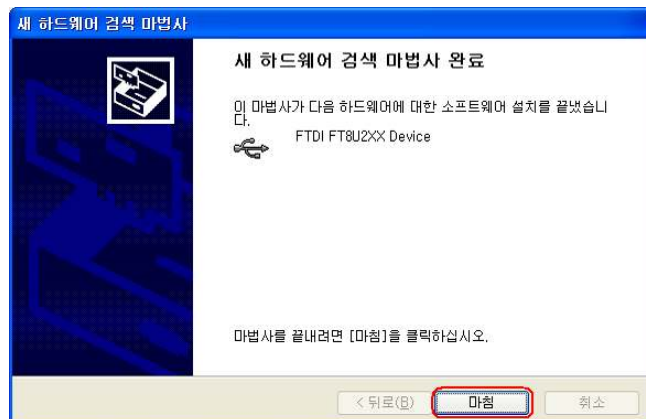 새 하드웨어 검색 마법사
새 하드웨어 검색 마법사 완료
이 마법사가 다음 하드웨어에 대한 소프트웨어 설치를 끝냈습니
다.
FTDI FT8U2XX Device
마법사를 끝내려면 [마침]을 클릭하십시오.
< 뒤로(B) 마침 취소